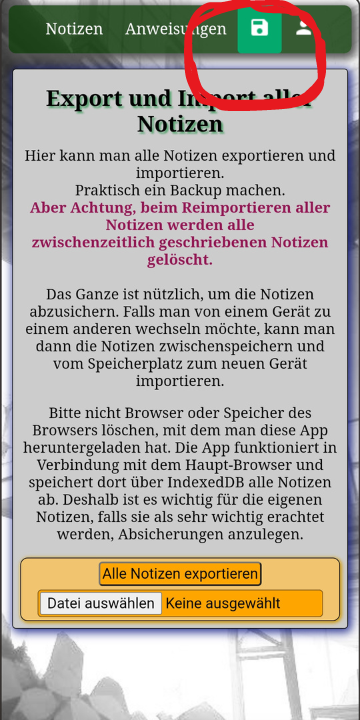 Notizen Anweisungen
Export und Import aller
Notizen
Hier kann man alle Notizen exportieren und
importieren.
Praktisch ein Backup machen.
Aber Achtung, beim Reimportieren aller
Notizen werden alle
zwischenzeitlich geschriebenen Notizen
gelöscht.
Das Ganze ist nützlich, um die Notizen
abzusichern. Falls man von einem Gerät zu
einem anderen wechseln möchte, kann man
dann die Notizen zwischenspeichern und
vom Speicherplatz zum neuen Gerät
importieren.
Bitte nicht Browser oder Speicher des
Browsers löschen, mit dem man diese App
heruntergeladen hat. Die App funktioniert in
Verbindung mit dem Haupt-Browser und
speichert dort über IndexedDB alle Notizen
ab. Deshalb ist es wichtig für die eigenen
Notizen, falls sie als sehr wichtig erachtet
werden, Absicherungen anzulegen.
Alle Notizen exportieren
Datei auswählen Keine ausgewählt